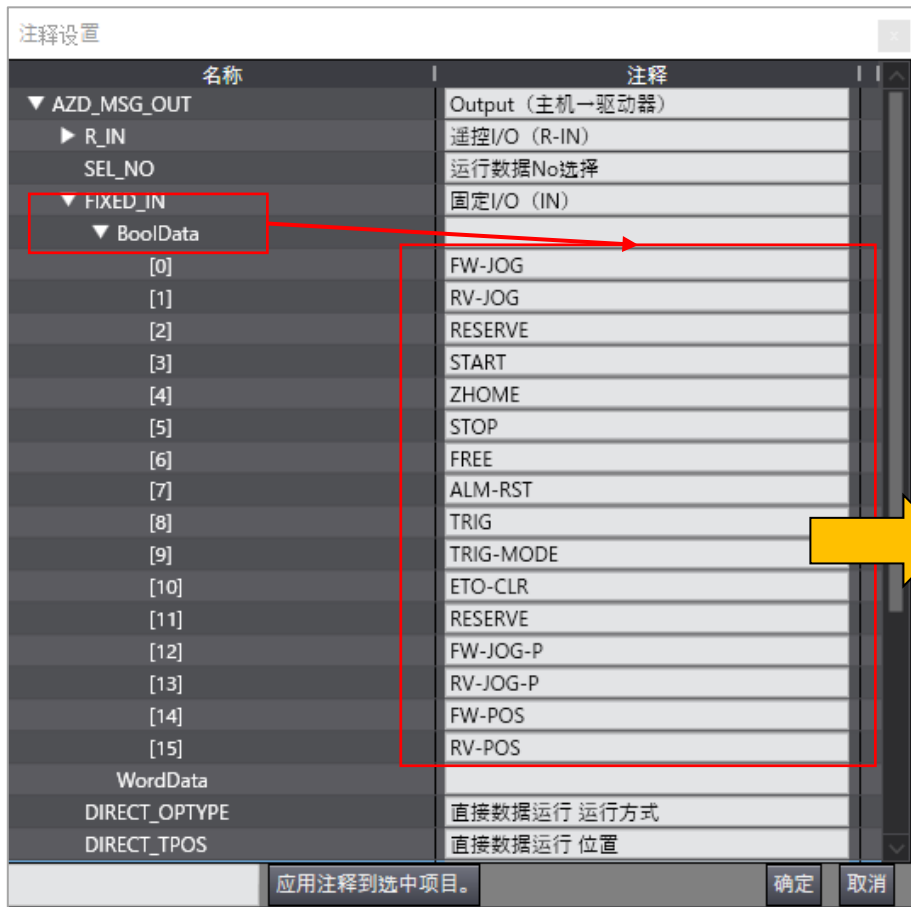 注释设置
名称 注释
▼ AZD_MSG_OUT Output（主机→驱动器）
▶ R_IN 遥控I/O（R-IN）
SEL_NO 运行数据No选择
▼ FIXED_IN 固定I/O（IN）
▼ BoolData
[0] FW-JOG
[1] RV-JOG
[2] RESERVE
[3] START
[4] ZHOME
[5] STOP
[6] FREE
[7] ALM-RST
[8] TRIG
[9] TRIG-MODE
[10] ETO-CLR
[11] RESERVE
[12] FW-JOG-P
[13] RV-JOG-P
[14] FW-POS
[15] RV-POS
WordData
DIRECT_OPTYPE 直接数据运行 运行方式
DIRECT_TPOS 直接数据运行 位置
应用注释到选中项目。 确定 取消